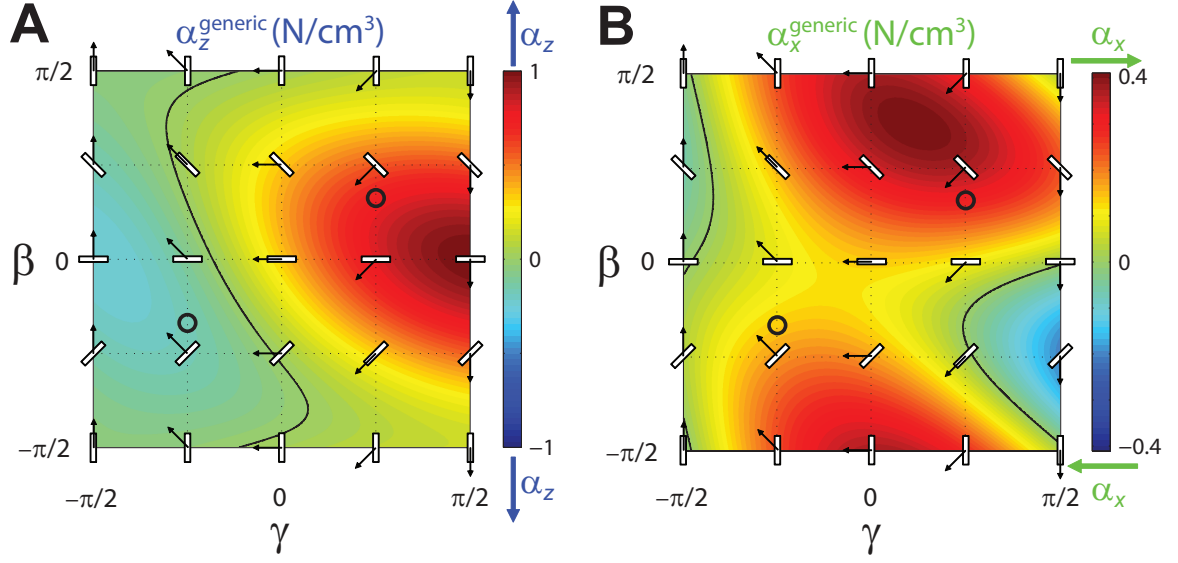 A
α_z^generic (N/cm³)
α_z
π/2
β
0
−π/2
−π/2
0
π/2
γ
1
0
−1
α_z
B
α_x^generic (N/cm³)
α_x
π/2
β
0
−π/2
−π/2
0
π/2
γ
0.4
0
−0.4
α_x